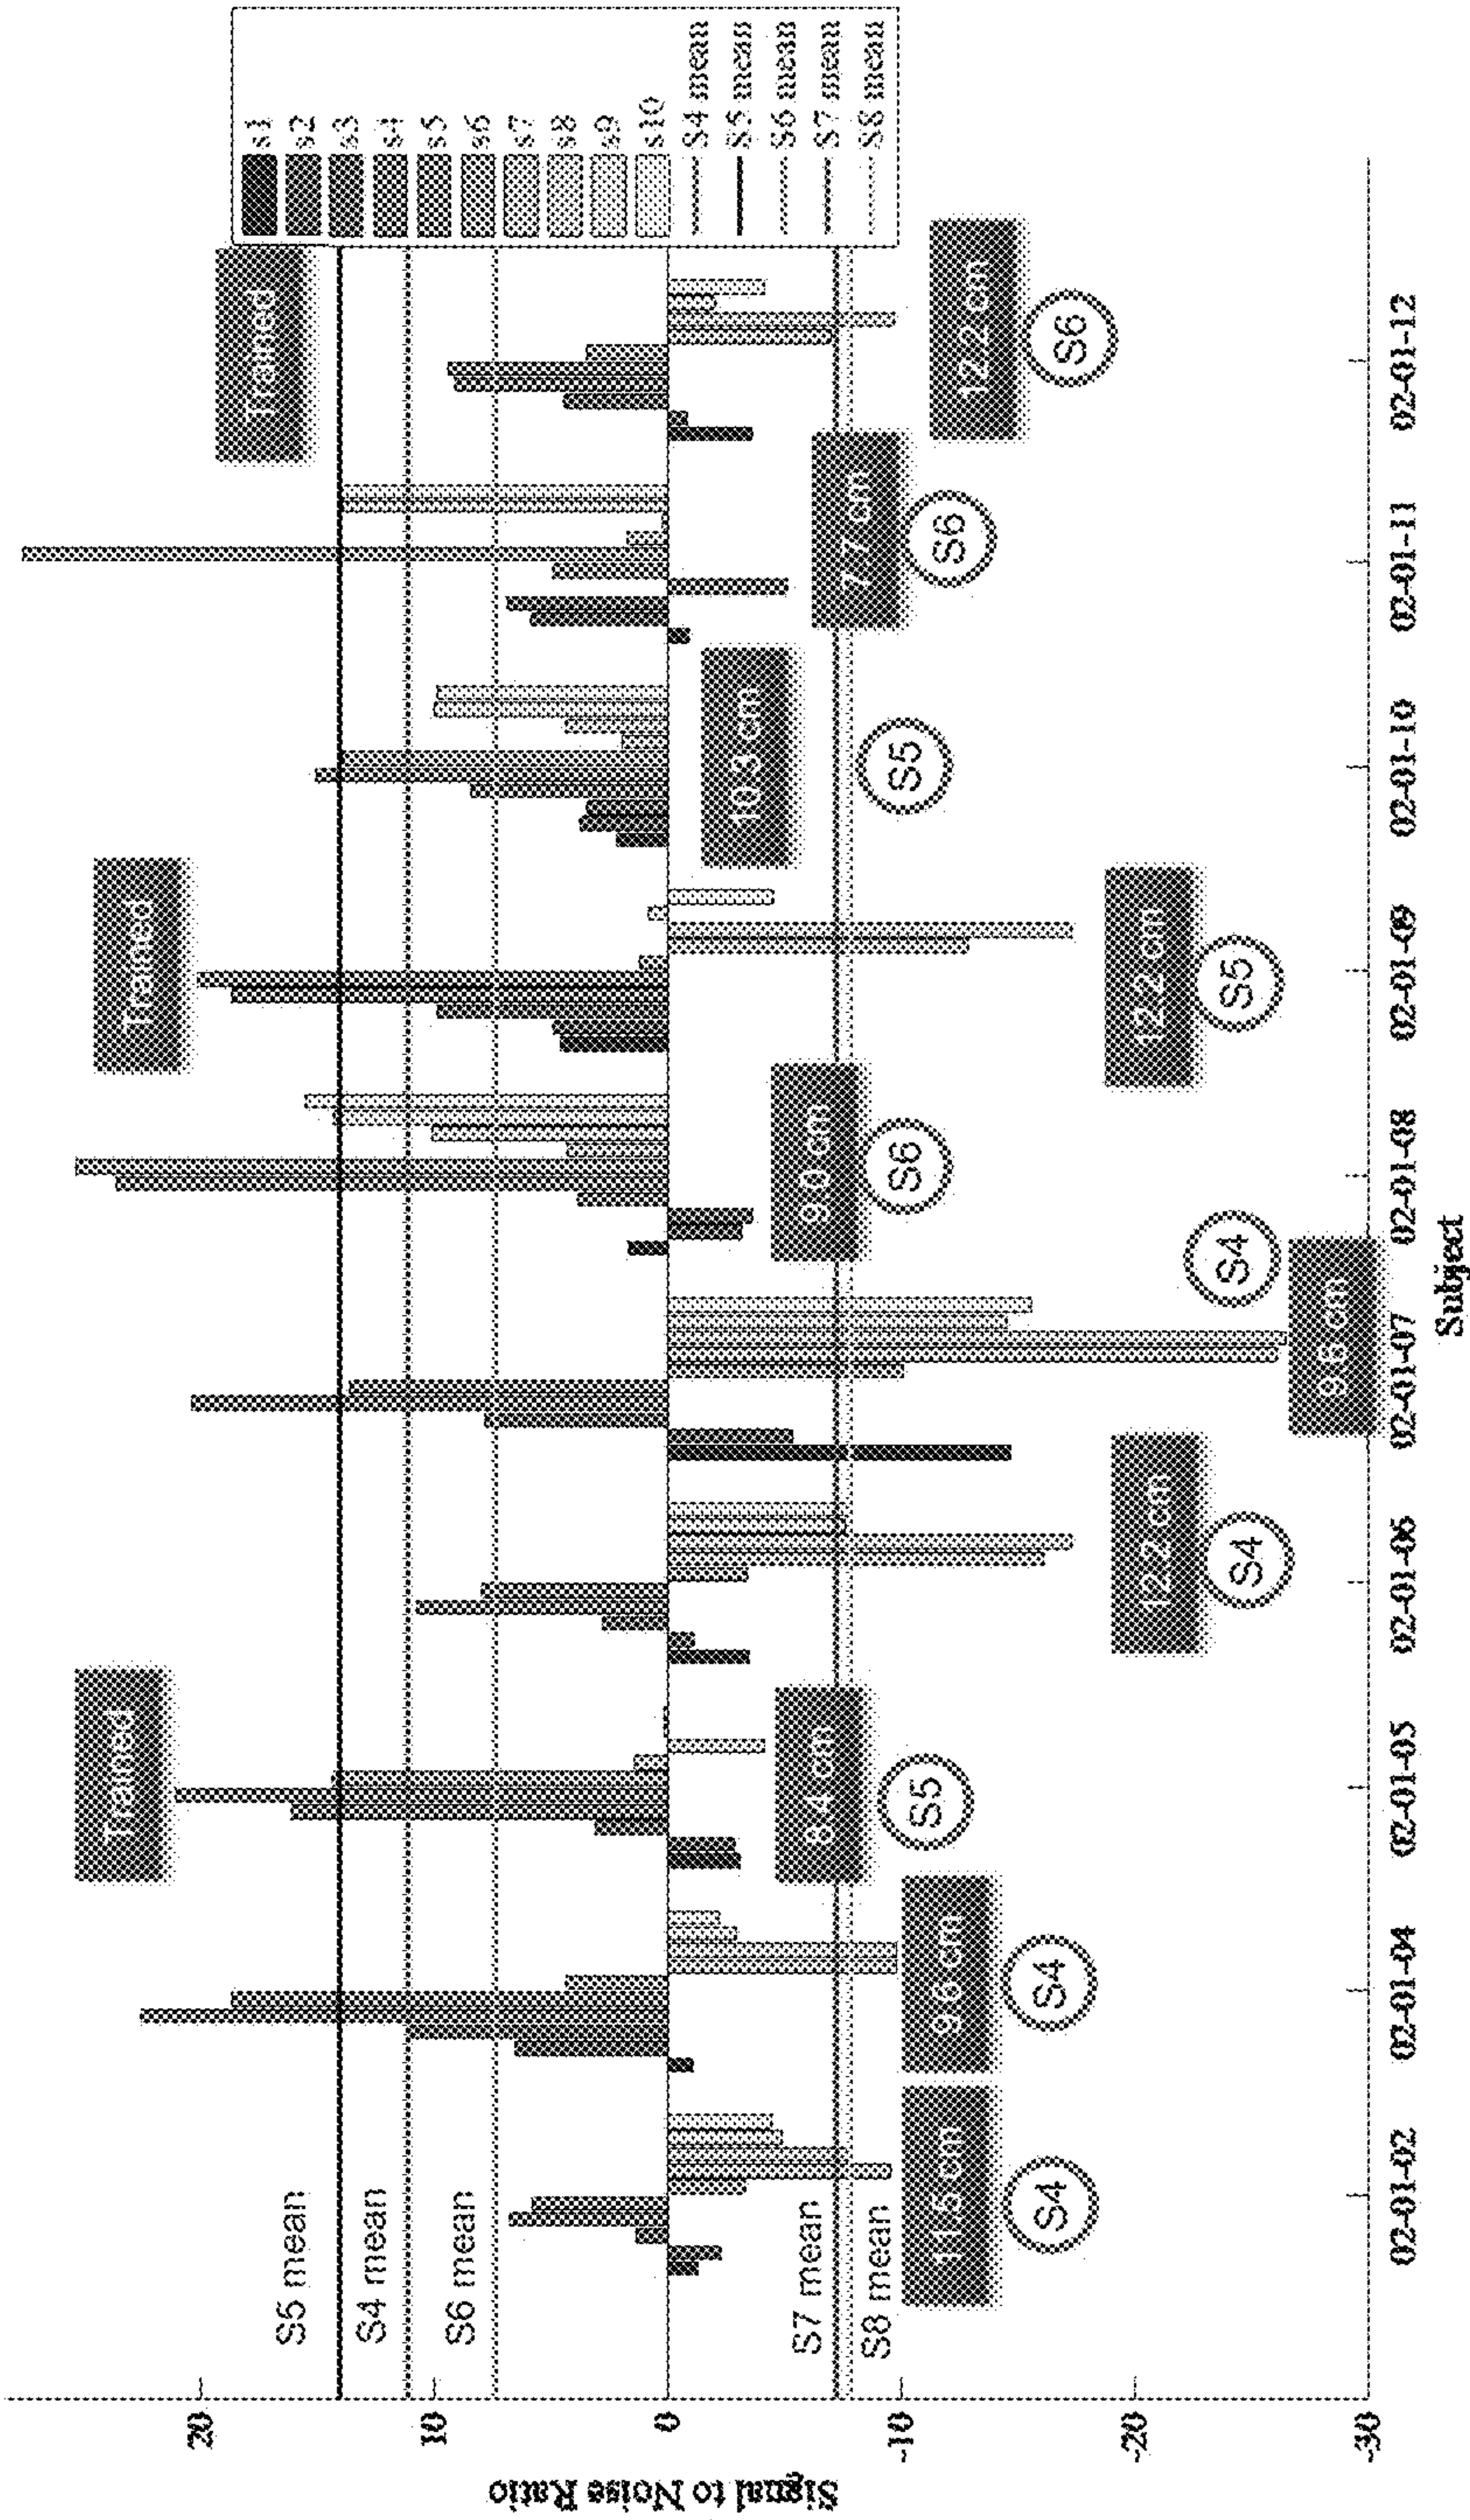 Signal to Noise Ratio
20
10
0
-10
-20
-30
S5 mean
S4 mean
S6 mean
S7 mean
S8 mean
Trained
Trained
Trained
11.5 cm
S4
9.6 cm
S4
8.4 cm
S5
12.2 cm
S4
9.6 cm
S4
9.0 cm
S6
12.2 cm
S5
10.3 cm
S5
7.7 cm
S6
12.2 cm
S6
02-01-02
02-01-04
02-01-05
02-01-06
02-01-07
02-01-08
02-01-09
02-01-10
02-01-11
02-01-12
Subject
s1
s2
s3
s4
s5
s6
s7
s8
s9
s10
S4 mean
S5 mean
S6 mean
S7 mean
S8 mean